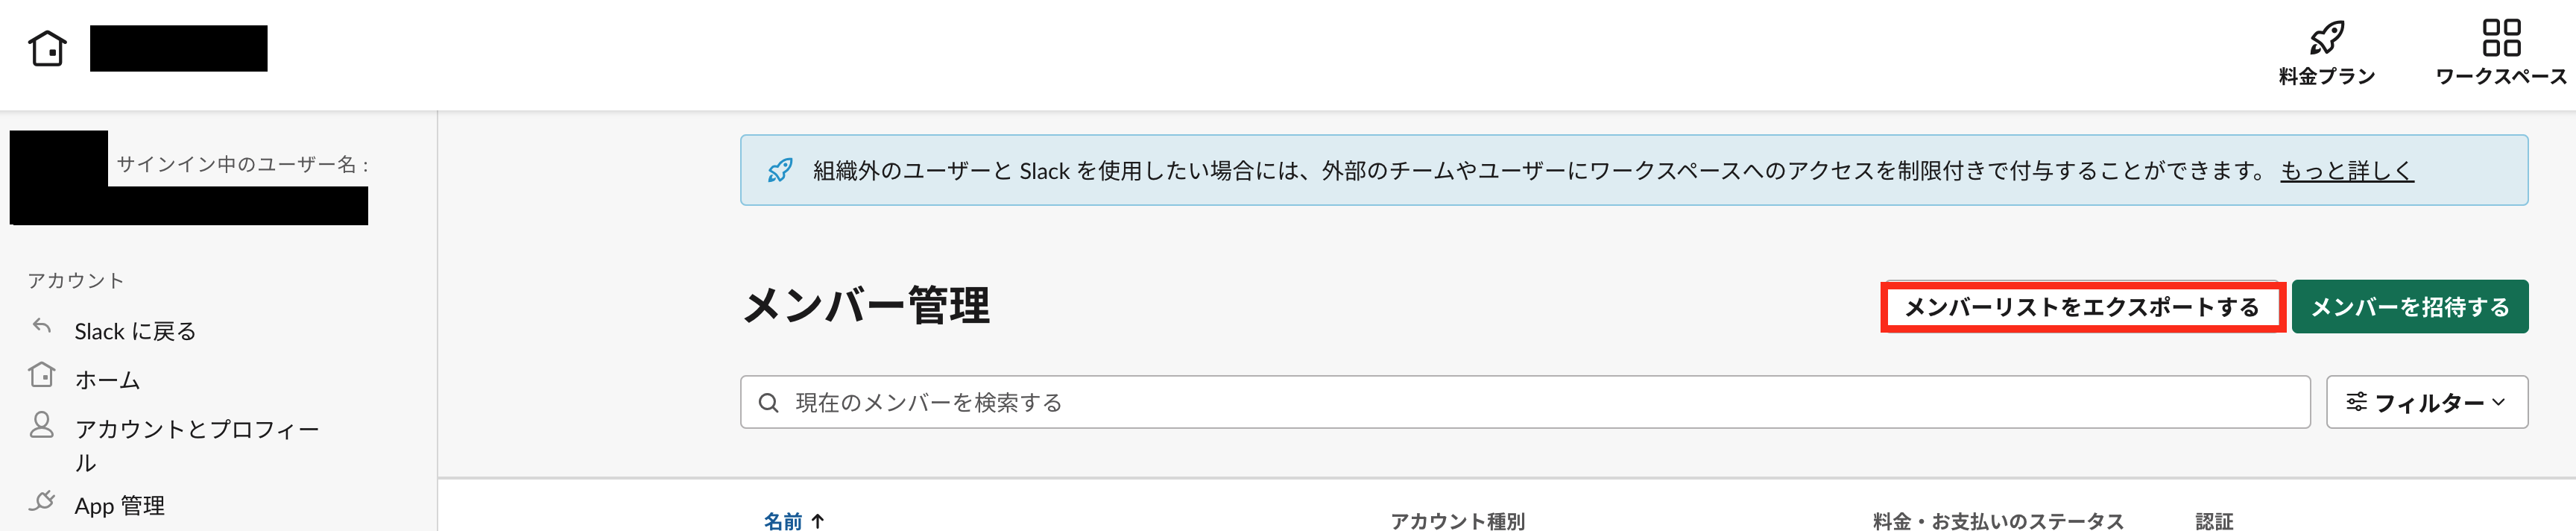 料金プラン
ワークスペース
サインイン中のユーザー名 :
アカウント
Slack に戻る
ホーム
アカウントとプロフィー
ル
App 管理
組織外のユーザーと Slack を使用したい場合には、外部のチームやユーザーにワークスペースへのアクセスを制限付きで付与することができます。 もっと詳しく
メンバー管理
メンバーリストをエクスポートする
メンバーを招待する
現在のメンバーを検索する
フィルター
名前 ↑
アカウント種別
料金・お支払いのステータス
認証